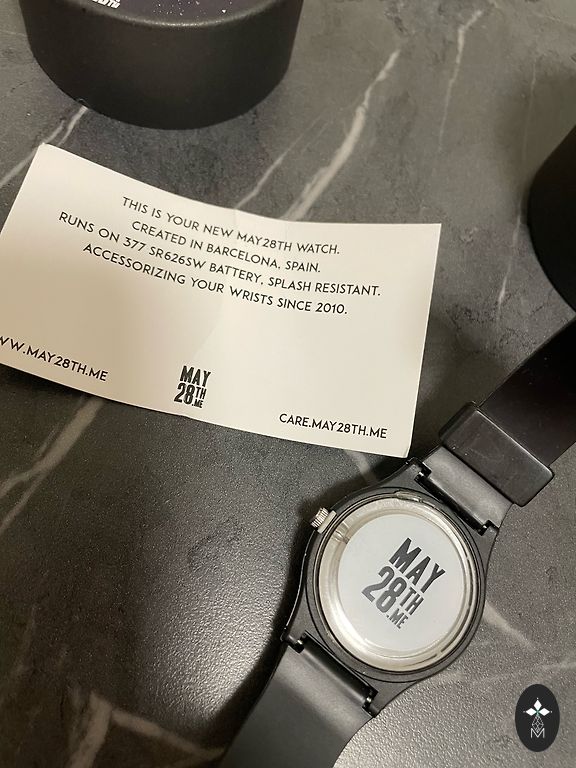 THIS IS YOUR NEW MAY28TH WATCH.
CREATED IN BARCELONA, SPAIN.
RUNS ON 377 SR626SW BATTERY, SPLASH RESISTANT.
ACCESSORIZING YOUR WRISTS SINCE 2010.
WWW.MAY28TH.ME
MAY
28TH
.ME
CARE.MAY28TH.ME
MAY
28TH
.ME
M